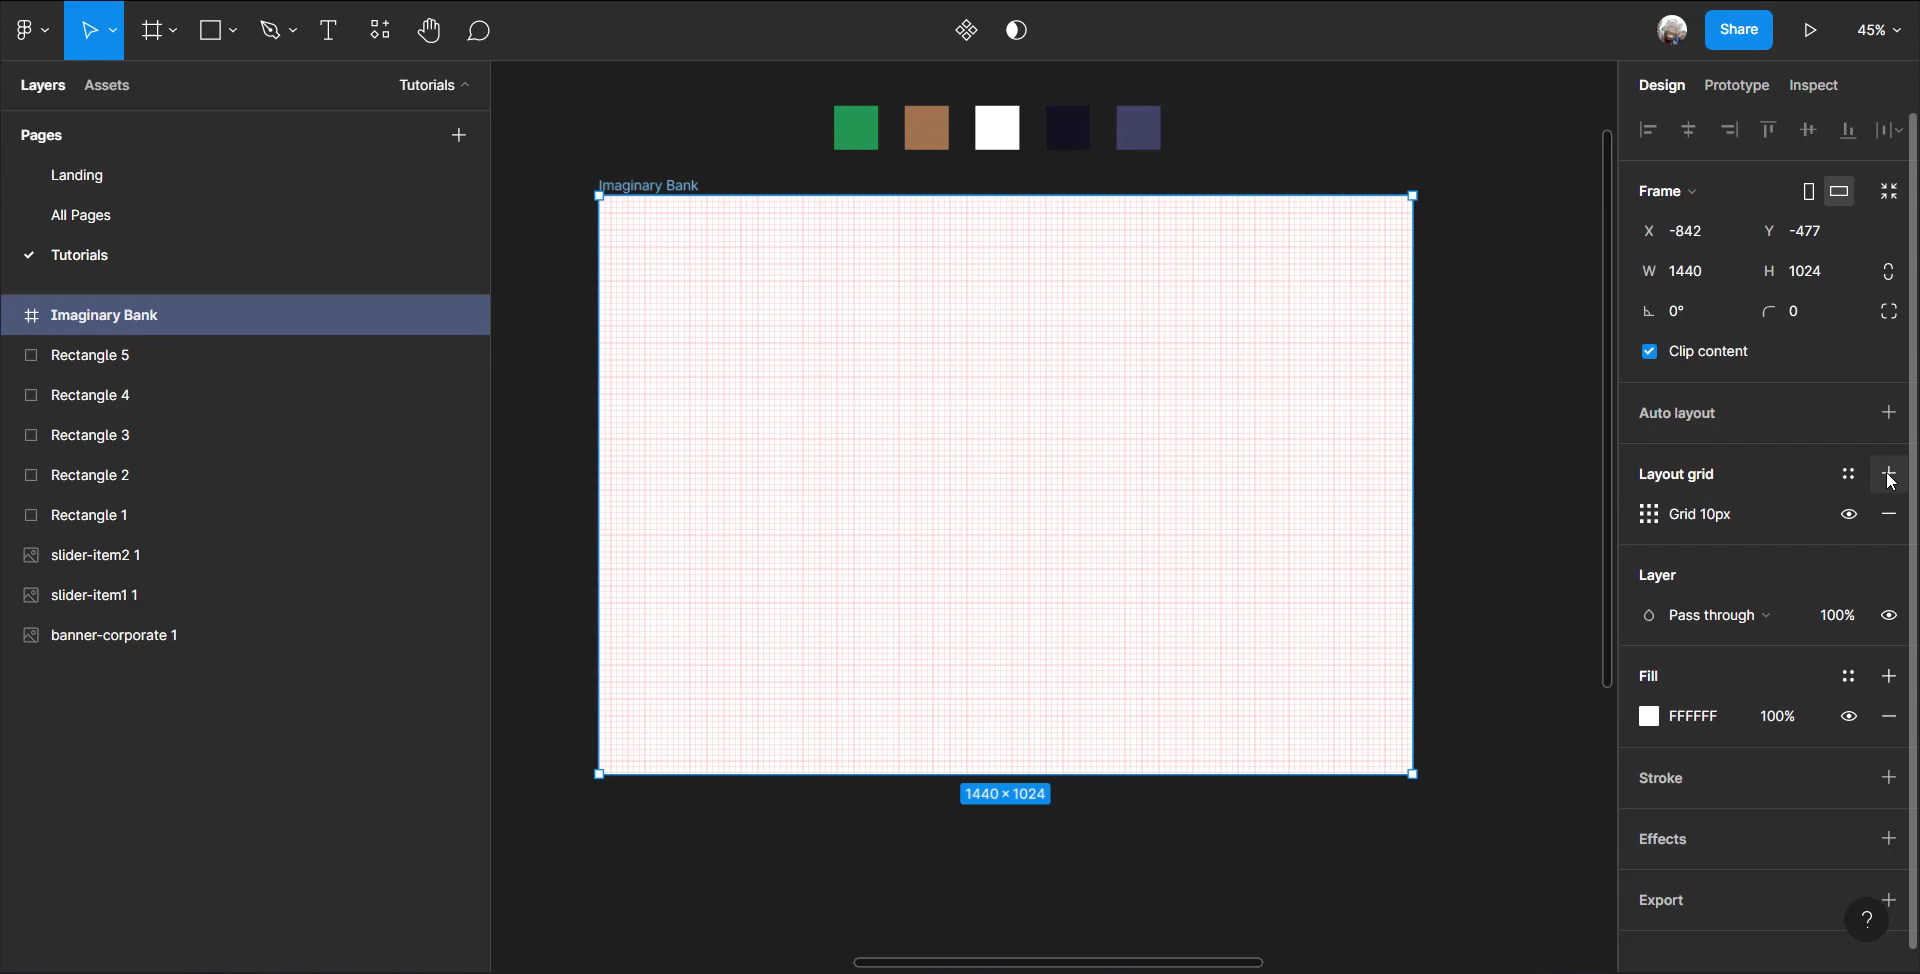 Share
45%
Layers
Assets
Tutorials
Pages
Landing
All Pages
Tutorials
Imaginary Bank
Rectangle 5
Rectangle 4
Rectangle 3
Rectangle 2
Rectangle 1
slider-item2 1
slider-item1 1
banner-corporate 1
Imaginary Bank
1440 × 1024
Design
Prototype
Inspect
Frame
X -842
Y -477
W 1440
H 1024
0°
0
Clip content
Auto layout
Layout grid
Grid 10px
Layer
Pass through
100%
Fill
FFFFFF
100%
Stroke
Effects
Export
?